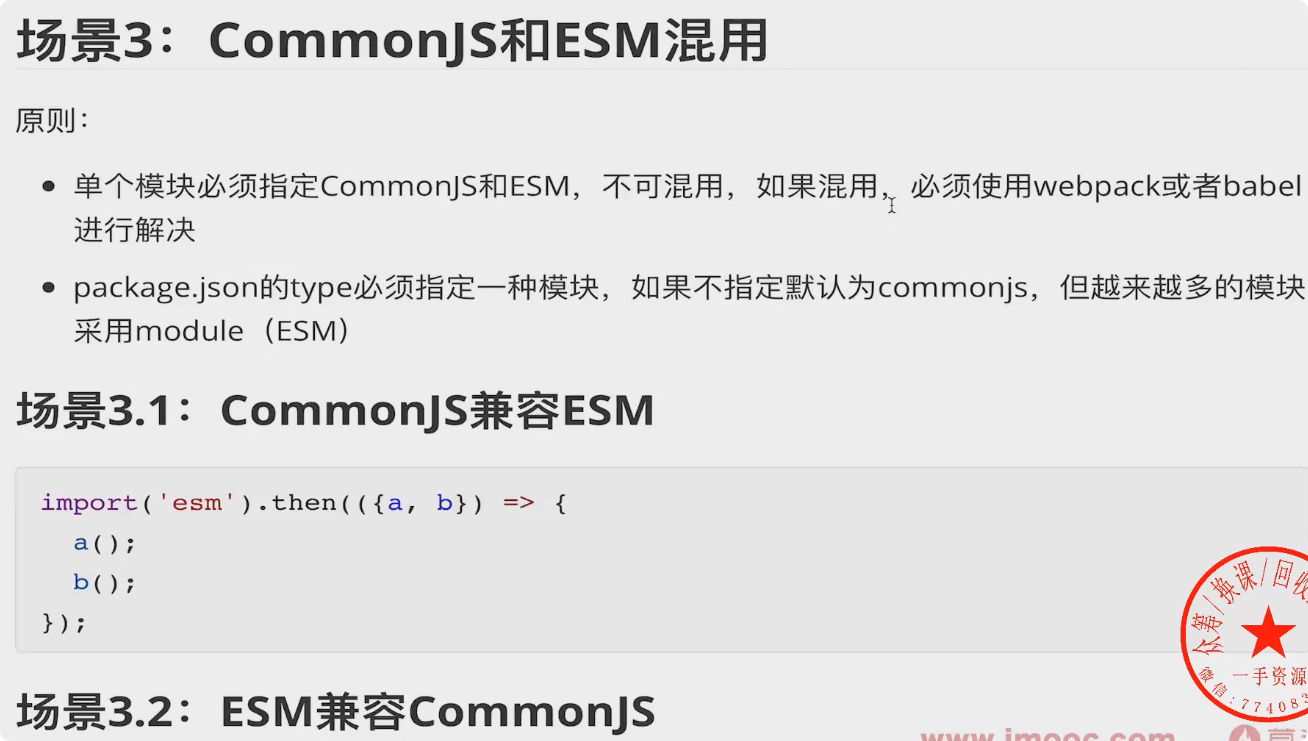 场景3：CommonJS和ESM混用
原则：
单个模块必须指定CommonJS和ESM，不可混用，如果混用，必须使用webpack或者babel
进行解决
package.json的type必须指定一种模块，如果不指定默认为commonjs，但越来越多的模块
采用module（ESM）
场景3.1：CommonJS兼容ESM
import('esm').then(({a, b}) => {
a();
b();
});
众筹/换课/回收
一手资源
微信:774083
场景3.2：ESM兼容CommonJS
www.imooc.com